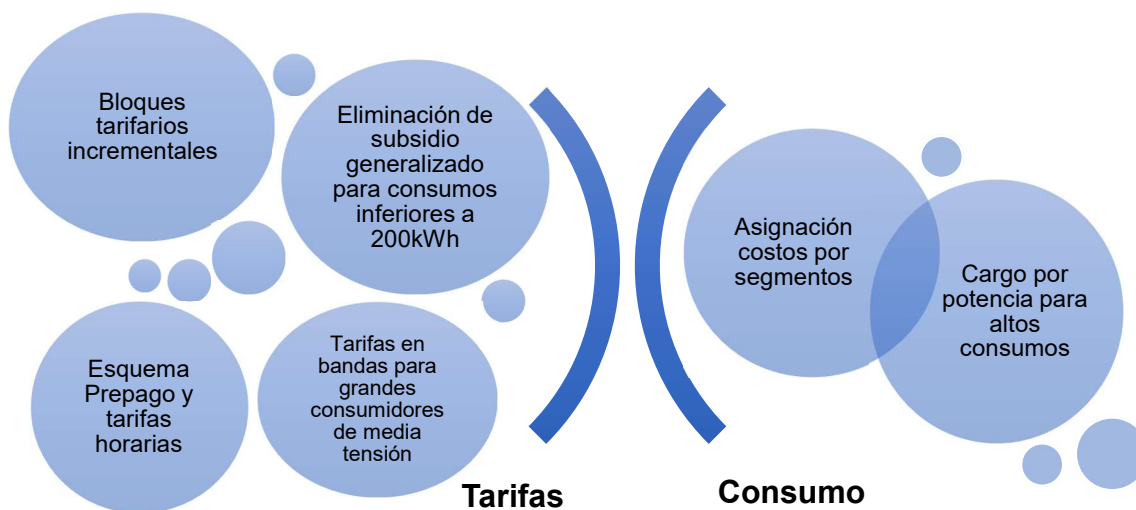 Bloques
tarifarios
incrementales
Eliminación de
subsidio
generalizado
para consumos
inferiores a
200kWh
Esquema
Prepago y
tarifas
horarias
Tarifas en
bandas para
grandes
consumidores
de media
tensión
Tarifas
Asignación
costos por
segmentos
Cargo por
potencia para
altos
consumos
Consumo